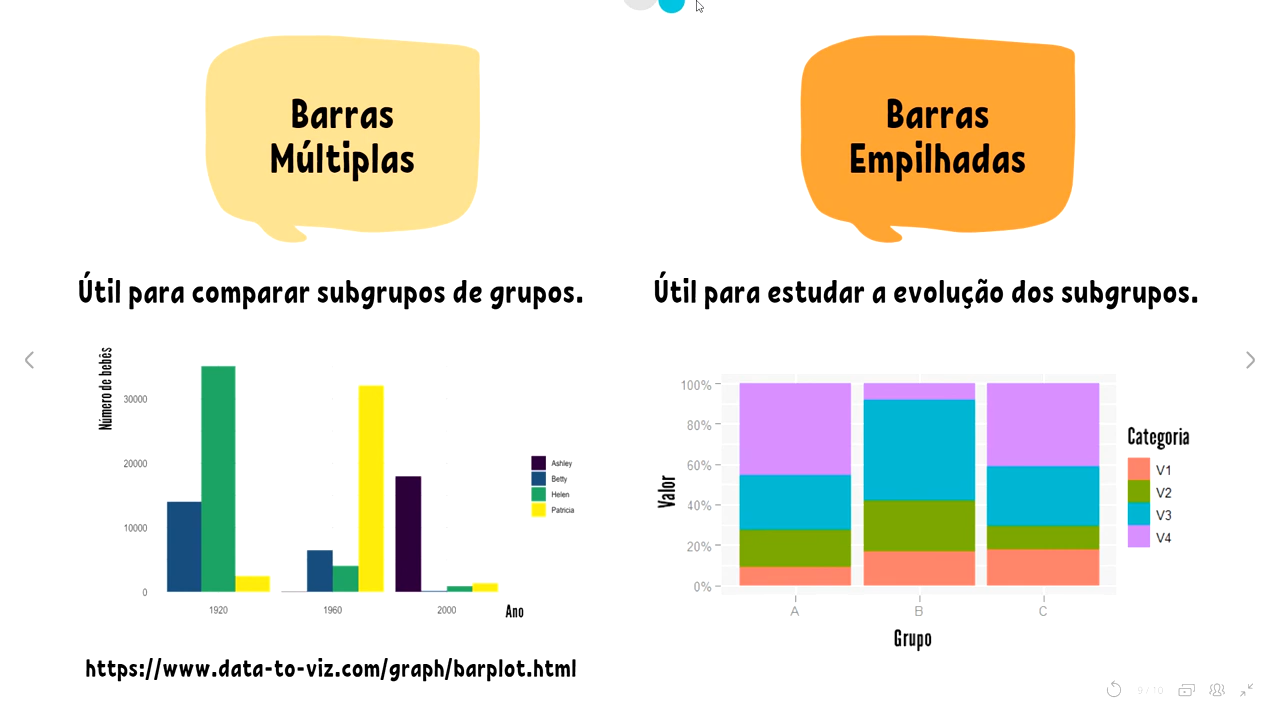 Barras
Múltiplas
Útil para comparar subgrupos de grupos.
Número de bebês
30000
20000
10000
0
1920
1960
2000
Ano
Ashley
Betty
Helen
Patricia
https://www.data-to-viz.com/graph/barplot.html
Barras
Empilhadas
Útil para estudar a evolução dos subgrupos.
Valor
100%
80%
60%
40%
20%
0%
A
B
C
Grupo
Categoria
V1
V2
V3
V4
9 / 10